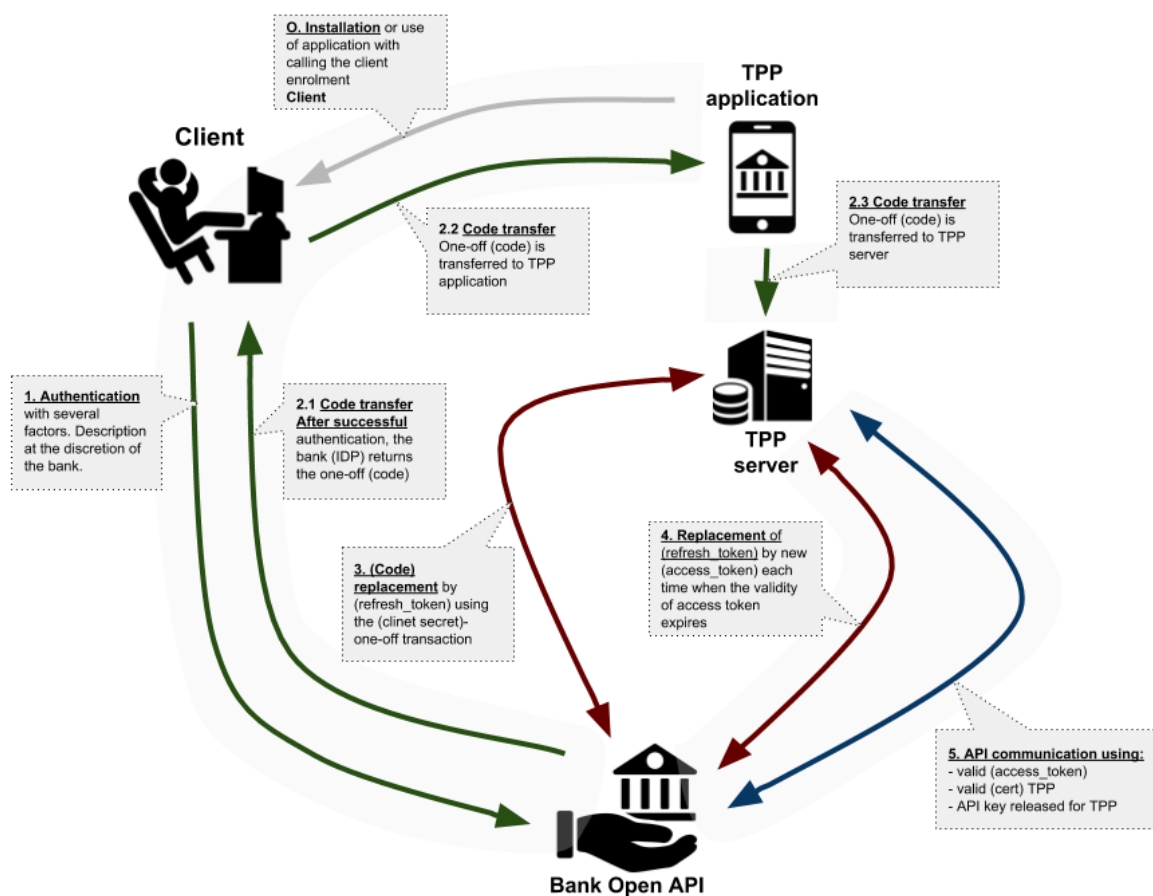 O. Installation or use
of application with
calling the client
enrolment
Client
TPP
application
Client
2.2 Code transfer
One-off (code) is
transferred to TPP
application
2.3 Code transfer
One-off (code) is
transferred to TPP
server
1. Authentication
with several
factors. Description
at the discretion of
the bank.
2.1 Code transfer
After successful
authentication, the
bank (IDP) returns
the one-off (code)
TPP
server
3. (Code)
replacement by
(refresh_token) using
the (clinet secret)-
one-off transaction
4. Replacement of
(refresh_token) by new
(access_token) each
time when the validity
of access token
expires
5. API communication using:
- valid (access_token)
- valid (cert) TPP
- API key released for TPP
Bank Open API